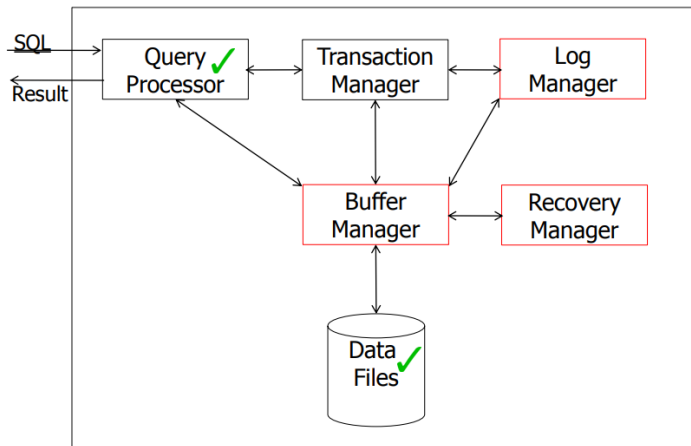 SQL
Result
Query
Processor
Transaction
Manager
Log
Manager
Buffer
Manager
Recovery
Manager
Data
Files